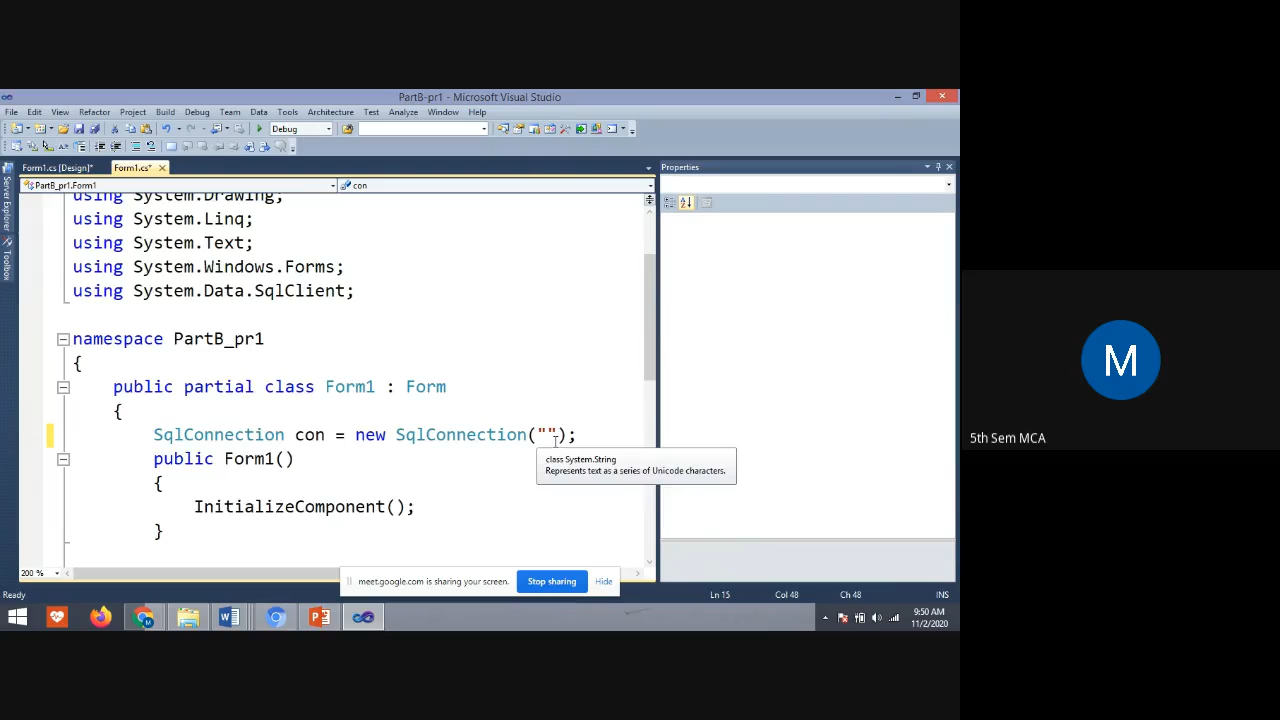 PartB-pr1 - Microsoft Visual Studio
File Edit View Refactor Project Build Debug Team Data Tools Architecture Test Analyze Window Help
Debug
Form1.cs [Design]* Form1.cs*
Properties
PartB_pr1.Form1 con
Server Explorer
Toolbox
using System.Drawing;
using System.Linq;
using System.Text;
using System.Windows.Forms;
using System.Data.SqlClient;
namespace PartB_pr1
{
public partial class Form1 : Form
{
SqlConnection con = new SqlConnection("");
class System.String
Represents text as a series of Unicode characters.
public Form1()
{
InitializeComponent();
}
M
5th Sem MCA
200 %
meet.google.com is sharing your screen. Stop sharing Hide
Ready Ln 15 Col 48 Ch 48 INS
9:50 AM
11/2/2020